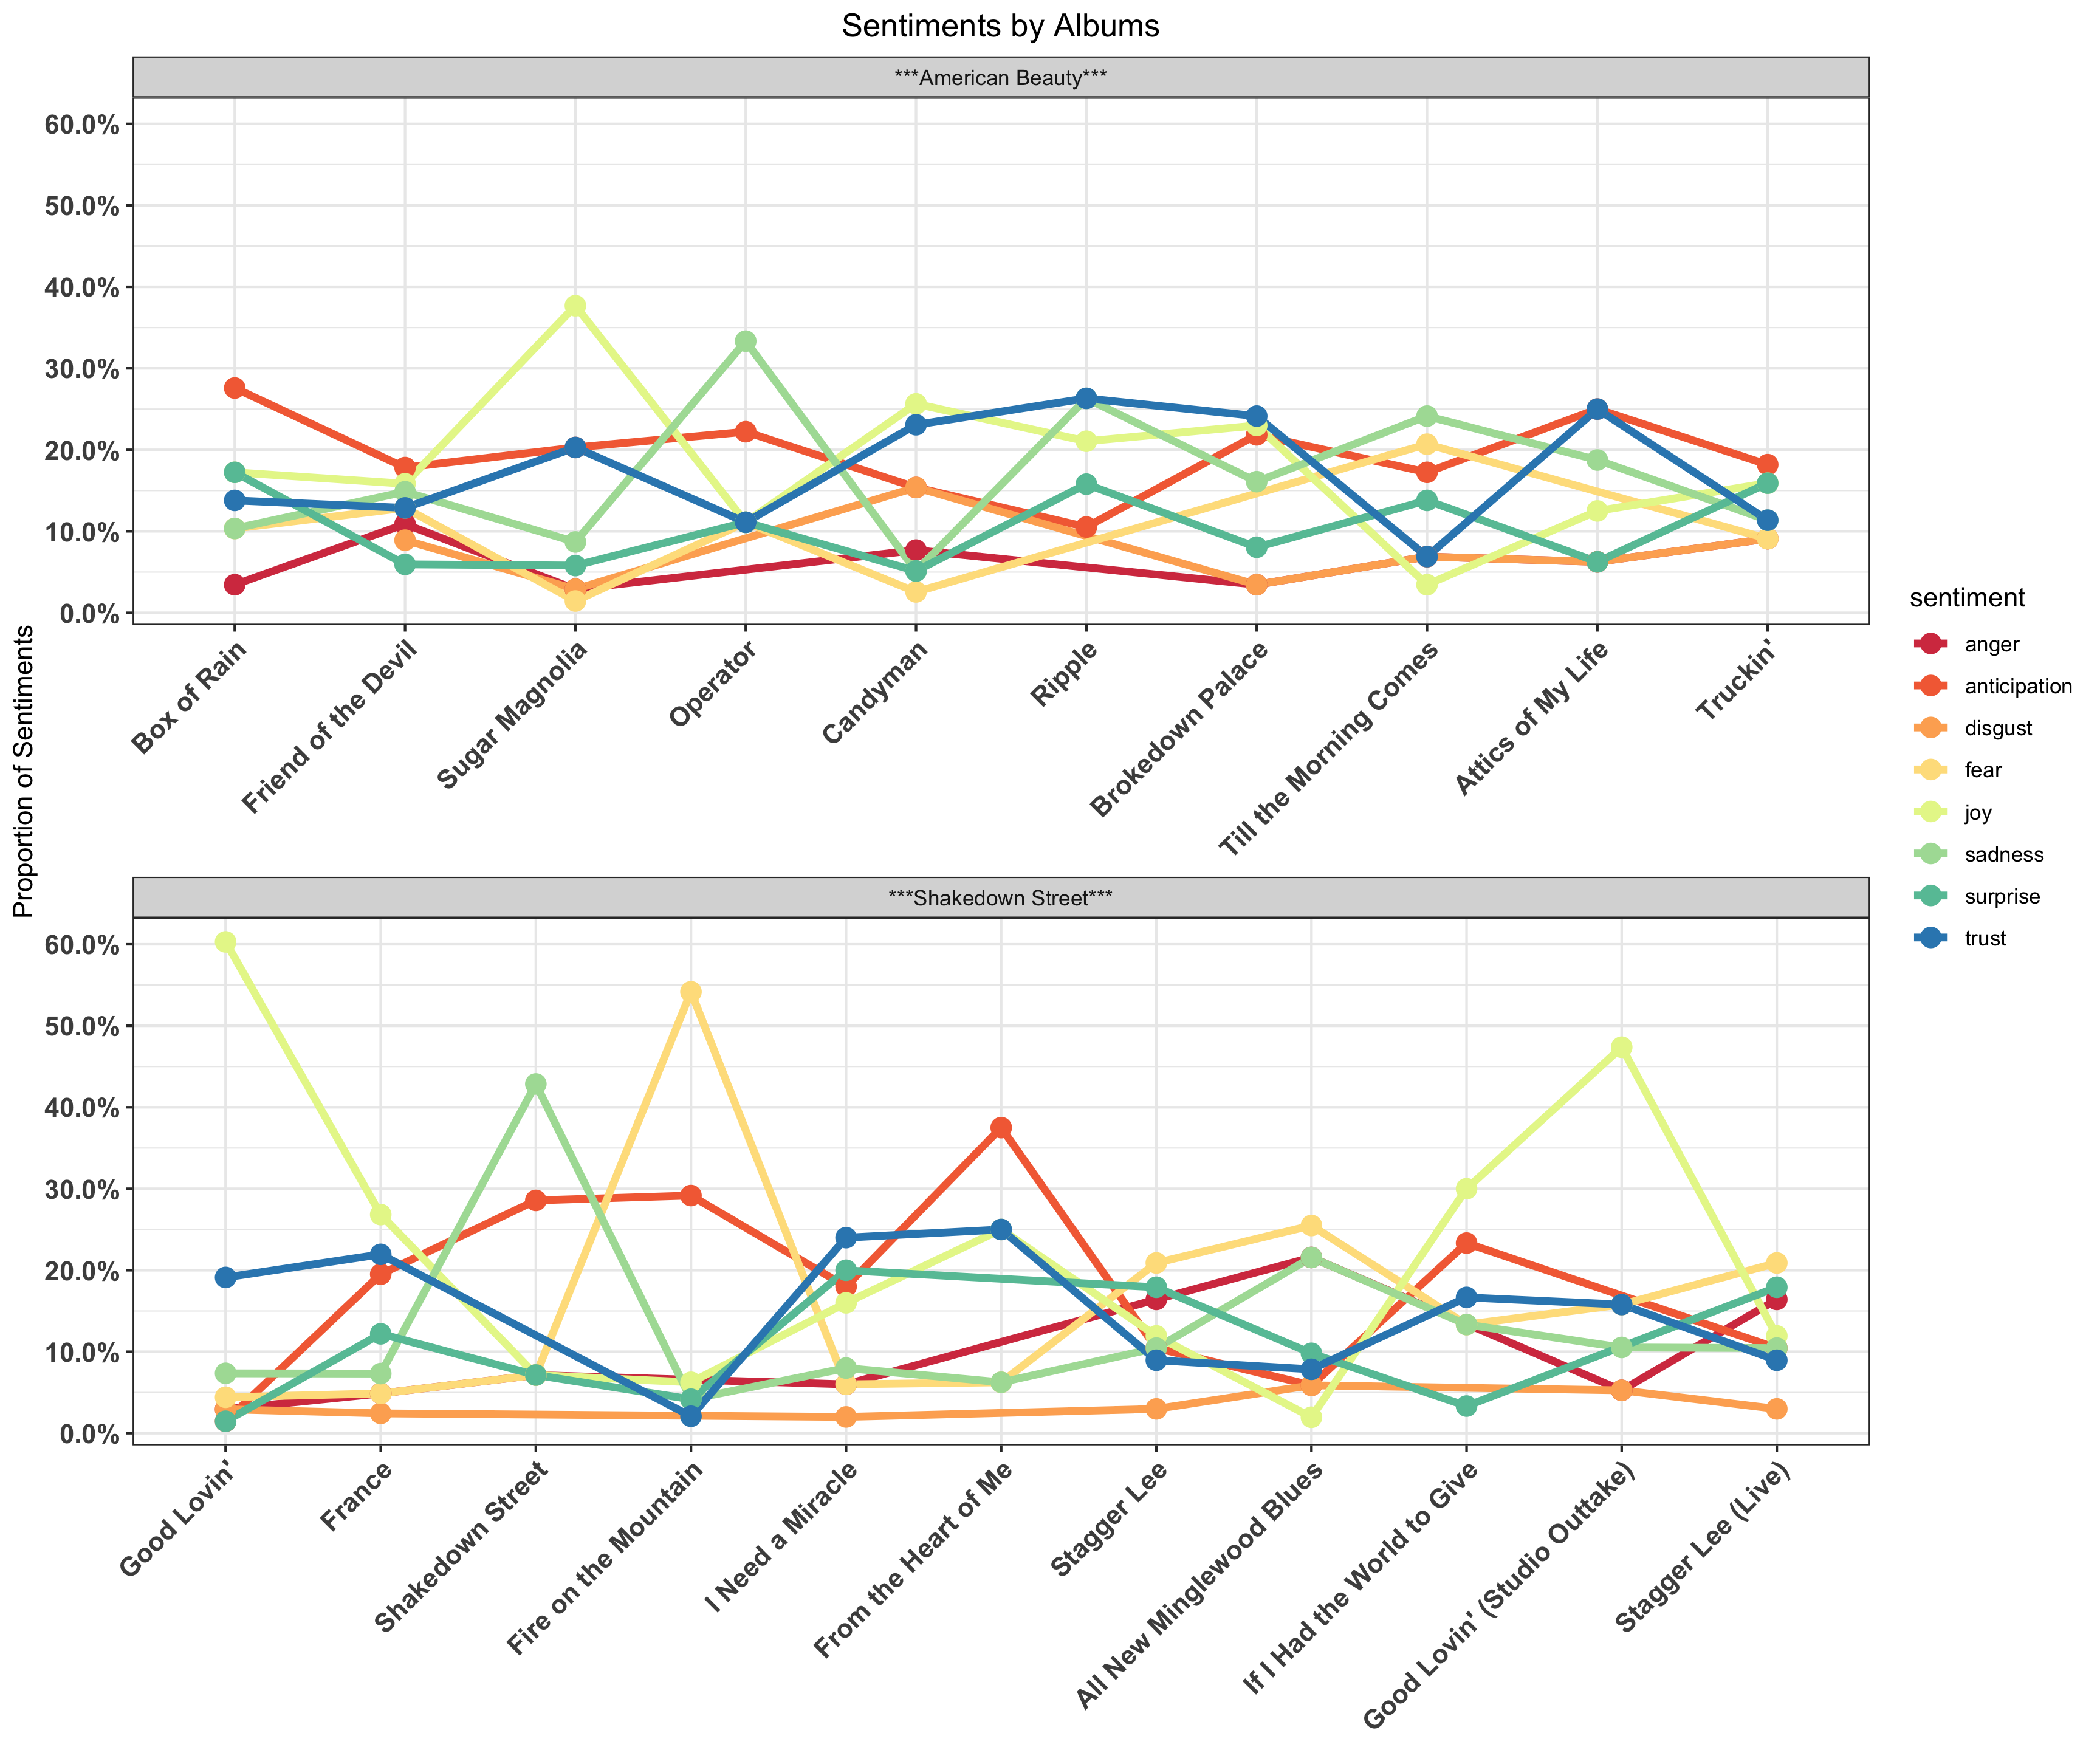 Sentiments by Albums
***American Beauty***
60.0%
50.0%
40.0%
30.0%
20.0%
10.0%
0.0%
Box of Rain
Friend of the Devil
Sugar Magnolia
Operator
Candyman
Ripple
Brokedown Palace
Till the Morning Comes
Attics of My Life
Truckin'
Proportion of Sentiments
***Shakedown Street***
60.0%
50.0%
40.0%
30.0%
20.0%
10.0%
0.0%
Good Lovin'
France
Shakedown Street
Fire on the Mountain
I Need a Miracle
From the Heart of Me
Stagger Lee
All New Minglewood Blues
If I Had the World to Give
Good Lovin' (Studio Outtake)
Stagger Lee (Live)
sentiment
anger
anticipation
disgust
fear
joy
sadness
surprise
trust